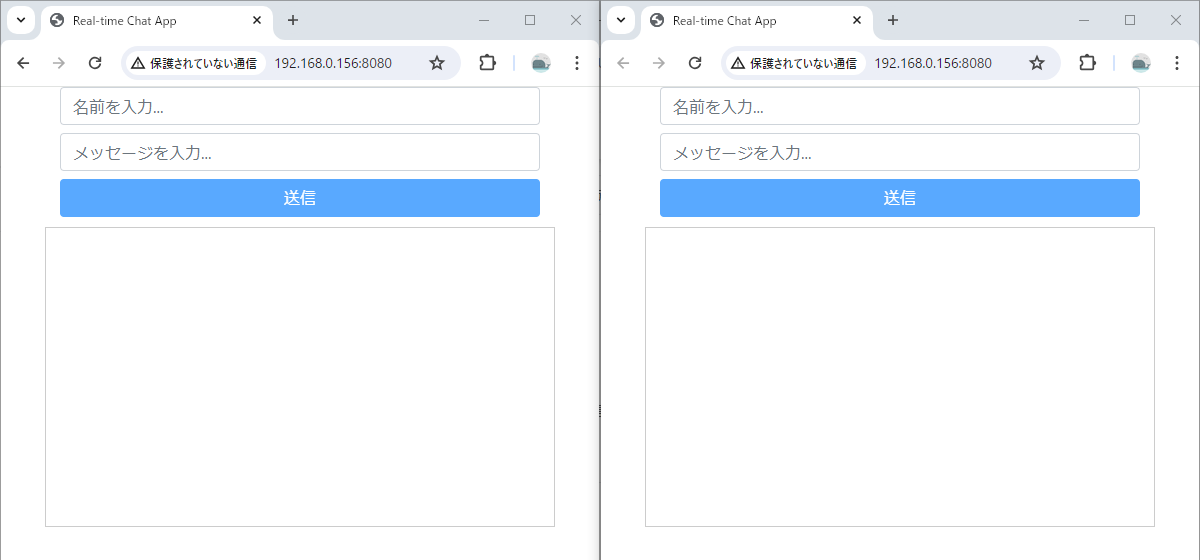 Real-time Chat App
保護されていない通信 192.168.0.156:8080
名前を入力...
メッセージを入力...
送信
Real-time Chat App
保護されていない通信 192.168.0.156:8080
名前を入力...
メッセージを入力...
送信